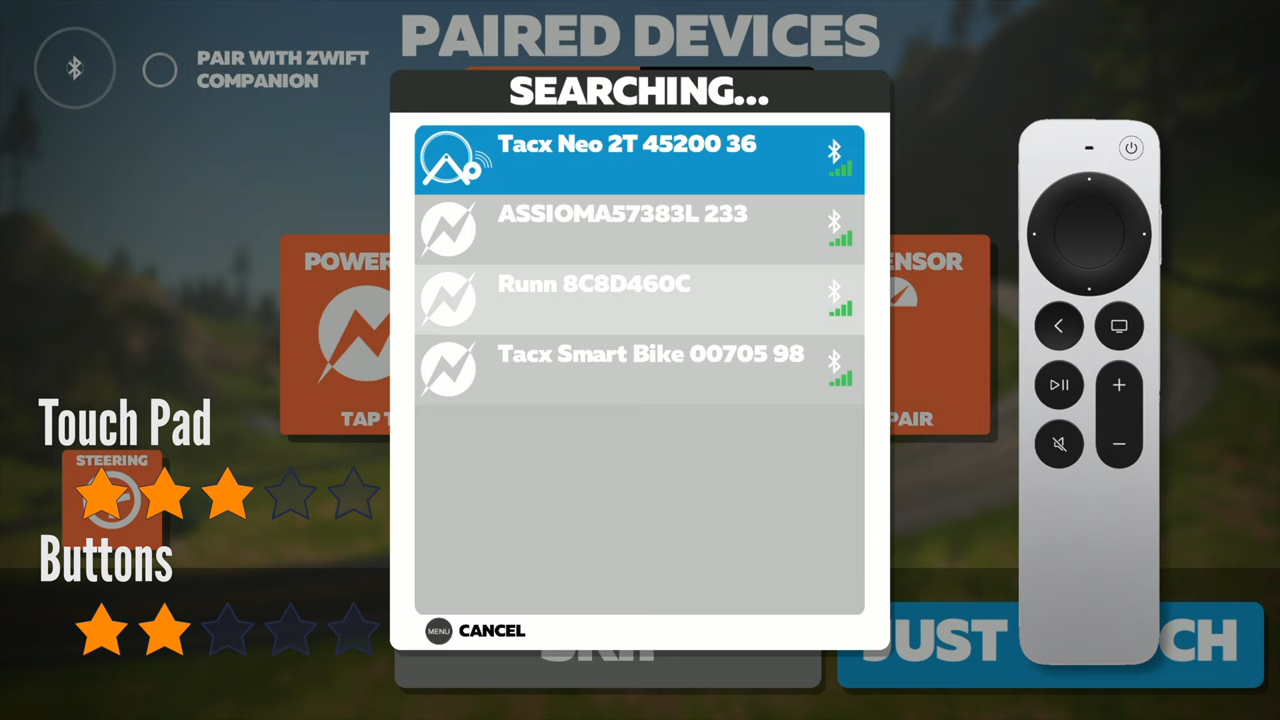 PAIRED DEVICES
PAIR WITH ZWIFT
COMPANION
SEARCHING...
Tacx Neo 2T 45200 36
ASSIOMA57383L 233
Runn 8C8D460C
Tacx Smart Bike 00705 98
MENU CANCEL
POWER
TAP T
ENSOR
PAIR
Touch Pad
STEERING
Buttons
JUST
CH